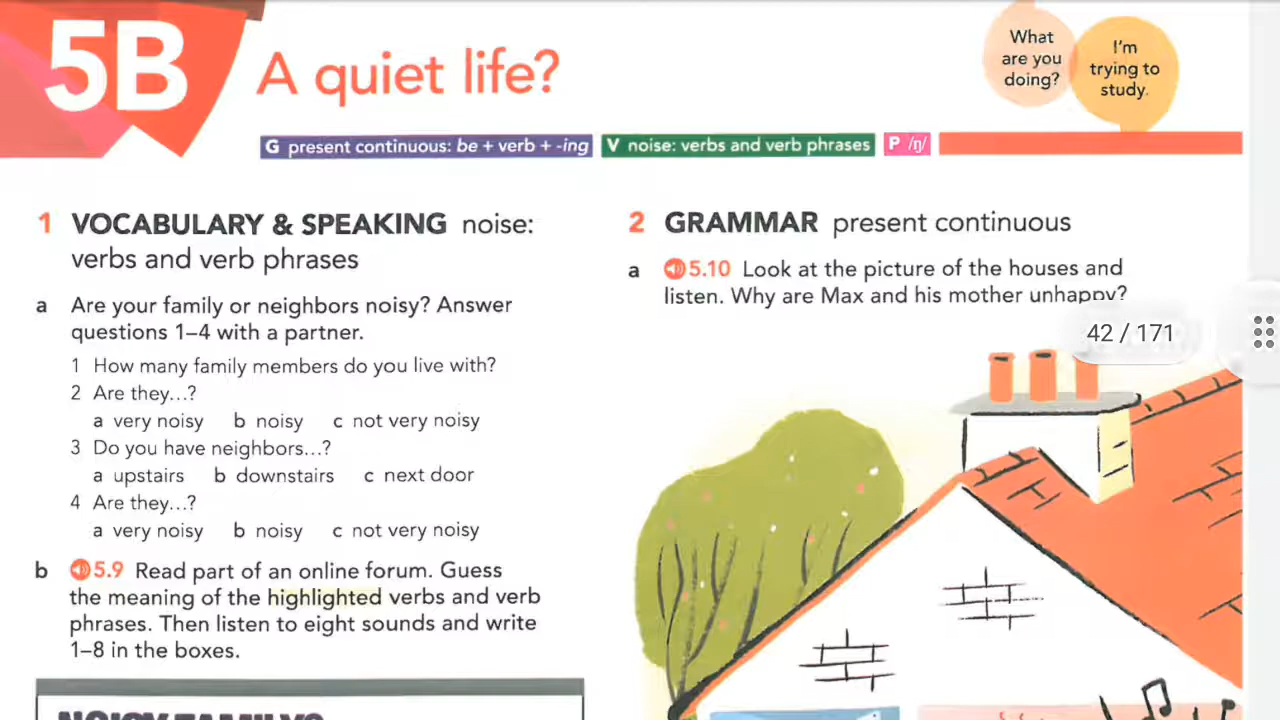 5B
A quiet life?
What
are you
doing?
I'm
trying to
study.
G present continuous: be + verb + -ing
V noise: verbs and verb phrases
P /ŋ/
1 VOCABULARY & SPEAKING noise:
verbs and verb phrases
a Are your family or neighbors noisy? Answer
questions 1–4 with a partner.
1 How many family members do you live with?
2 Are they...?
a very noisy b noisy c not very noisy
3 Do you have neighbors...?
a upstairs b downstairs c next door
4 Are they...?
a very noisy b noisy c not very noisy
b 5.9 Read part of an online forum. Guess
the meaning of the highlighted verbs and verb
phrases. Then listen to eight sounds and write
1–8 in the boxes.
NOISY FAMILY?
2 GRAMMAR present continuous
a 5.10 Look at the picture of the houses and
listen. Why are Max and his mother unhappy?
42 / 171